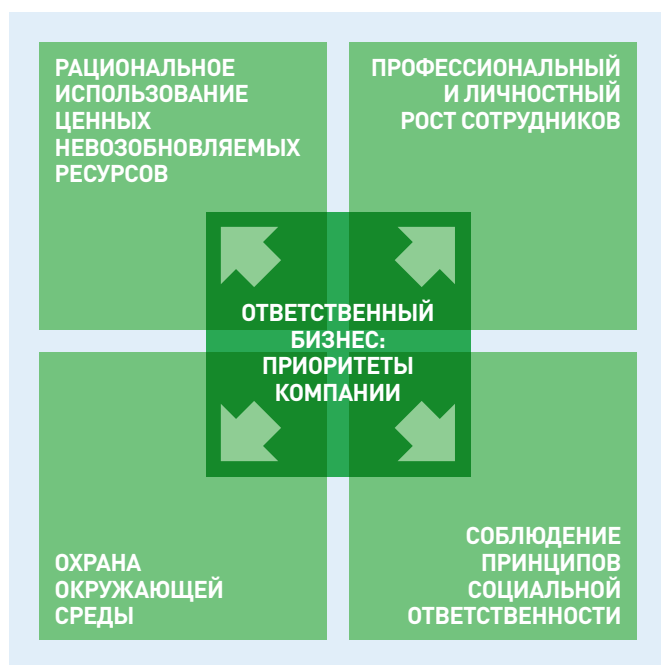 РАЦИОНАЛЬНОЕ
ИСПОЛЬЗОВАНИЕ
ЦЕННЫХ
НЕВОЗОБНОВЛЯЕМЫХ
РЕСУРСОВ
ПРОФЕССИОНАЛЬНЫЙ
И ЛИЧНОСТНЫЙ
РОСТ СОТРУДНИКОВ
ОТВЕТСТВЕННЫЙ
БИЗНЕС:
ПРИОРИТЕТЫ
КОМПАНИИ
ОХРАНА
ОКРУЖАЮЩЕЙ
СРЕДЫ
СОБЛЮДЕНИЕ
ПРИНЦИПОВ
СОЦИАЛЬНОЙ
ОТВЕТСТВЕННОСТИ